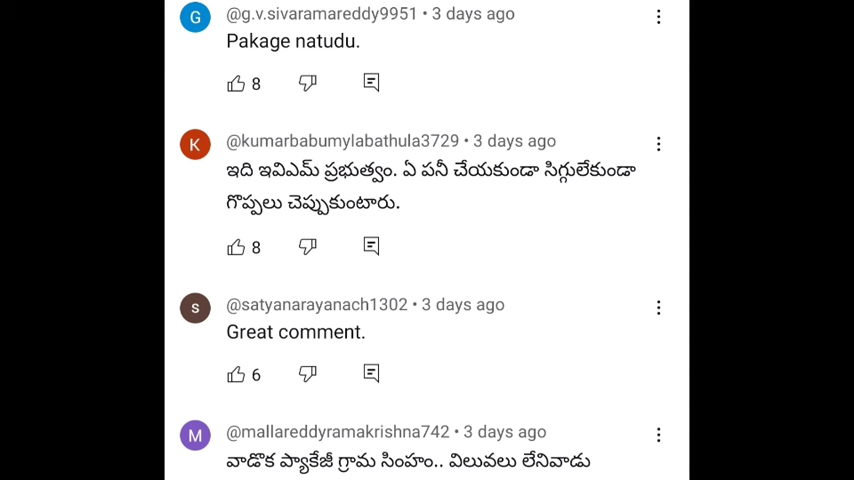 G
@g.v.sivaramareddy9951 • 3 days ago
Pakage natudu.
8
K
@kumarbabumylabathula3729 • 3 days ago
ఇది ఇవిఎమ్ ప్రభుత్వం. ఏ పనీ చేయకుండా సిగ్గులేకుండా
గొప్పలు చెప్పుకుంటారు.
8
s
@satyanarayanach1302 • 3 days ago
Great comment.
6
M
@mallareddyramakrishna742 • 3 days ago
వాడొక ప్యాకేజీ గ్రామ సింహం.. విలువలు లేనివాడు